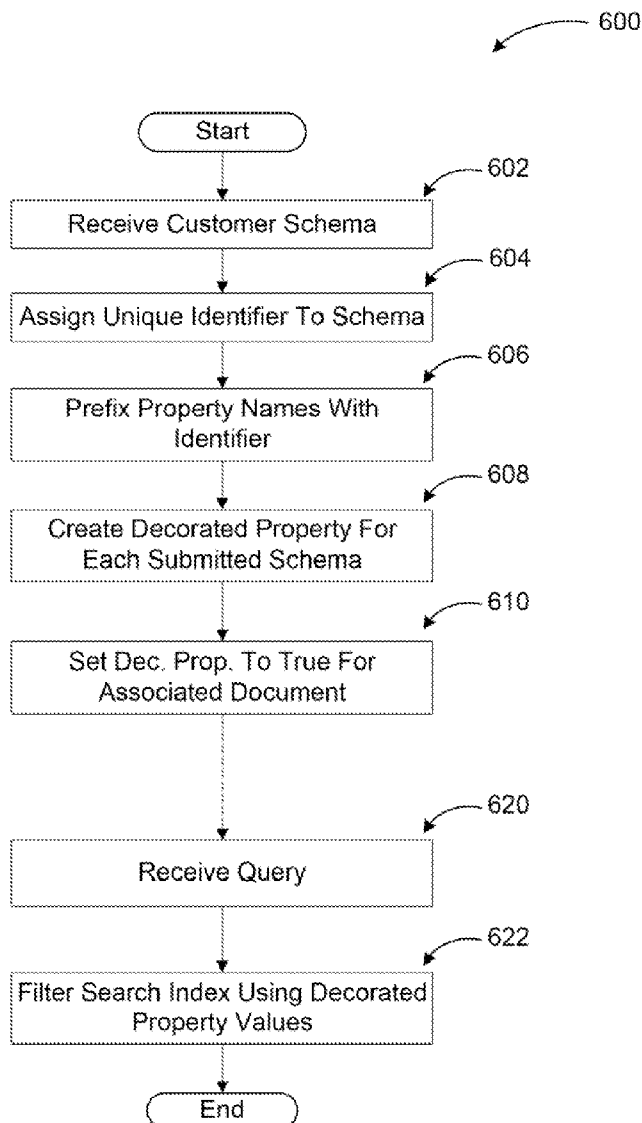 600
Start
602
Receive Customer Schema
604
Assign Unique Identifier To Schema
606
Prefix Property Names With
Identifier
608
Create Decorated Property For
Each Submitted Schema
610
Set Dec. Prop. To True For
Associated Document
620
Receive Query
622
Filter Search Index Using Decorated
Property Values
End